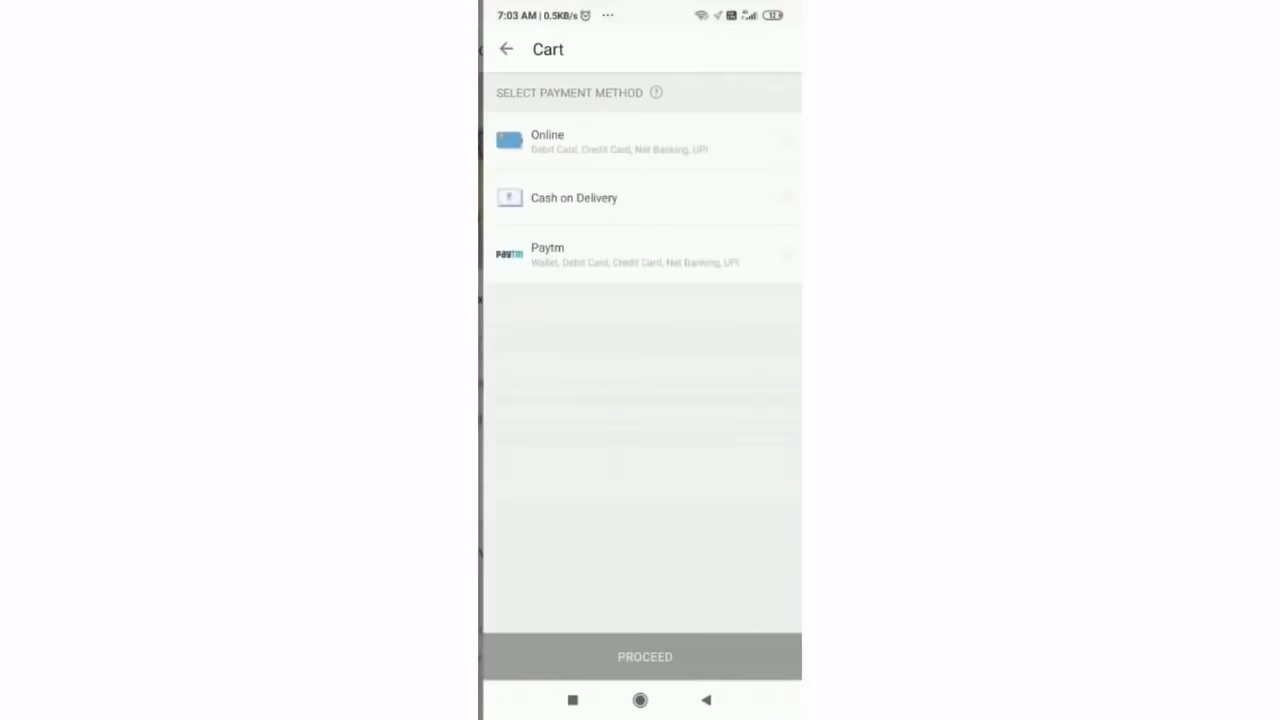 7:03 AM | 0.5KB/s
Cart
SELECT PAYMENT METHOD ?
Online
Debit Card, Credit Card, Net Banking, UPI
Cash on Delivery
Paytm
Paytm
Wallet, Debit Card, Credit Card, Net Banking, UPI
PROCEED